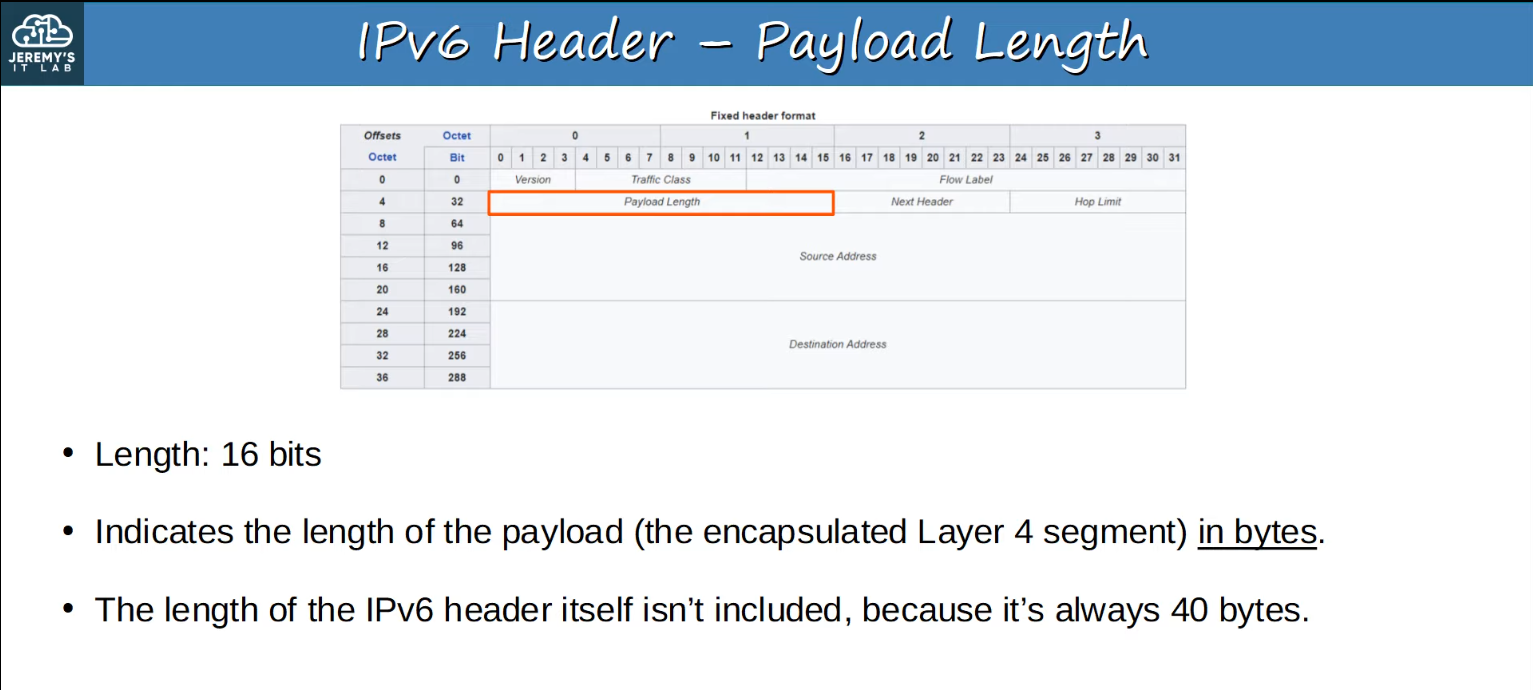 JEREMY'S
IT LAB
IPv6 Header – Payload Length
Fixed header format
Offsets Octet 0 1 2 3
Octet Bit 0 1 2 3 4 5 6 7 8 9 10 11 12 13 14 15 16 17 18 19 20 21 22 23 24 25 26 27 28 29 30 31
0 0 Version Traffic Class Flow Label
4 32 Payload Length Next Header Hop Limit
8 64
12 96
Source Address
16 128
20 160
24 192
28 224
Destination Address
32 256
36 288
• Length: 16 bits
• Indicates the length of the payload (the encapsulated Layer 4 segment) in bytes.
• The length of the IPv6 header itself isn’t included, because it’s always 40 bytes.